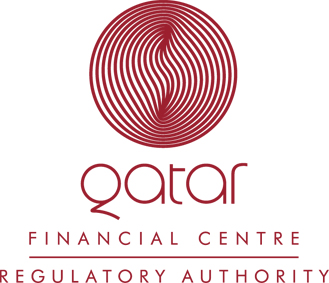 qatar
FINANCIAL CENTRE
REGULATORY AUTHORITY